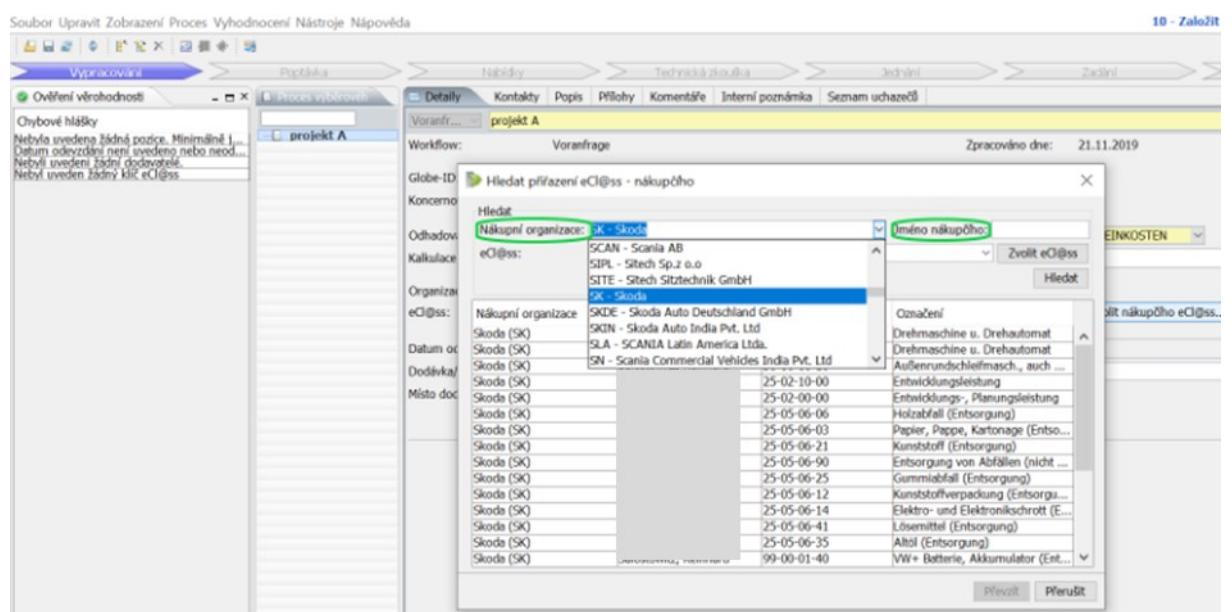 Soubor Upravit Zobrazení Proces Vyhodnocení Nástroje Nápověda
10 - Založit
Vypracování Poptávka Nabídky Technická zkouška Jednání Zadání
Ověření věrohodnosti
Detaily Kontakty Popis Přílohy Komentáře Interní poznámka Seznam uchazečů
Chybové hlášky
Voranfr... projekt A
Nebyla uvedena žádná pozice. Minimálně j...
projekt A
Datum odevzdání není uvedeno nebo neod...
Workflow: Voranfrage Zpracováno dne: 21.11.2019
Nebyli uvedeni žádní dodavatelé.
Nebyl uveden žádný klíč eCl@ss
Globe-ID
Hledat přiřazení eCl@ss - nákupčího
Koncerno
Hledat
Nákupní organizace: SK - Skoda Jméno nákupčího:
Odhadov
EINKOSTEN
SCAN - Scania AB
eCl@ss: Zvolit eCl@ss
Kalkulace
SIPL - Sitech Sp.z o.o
SITE - Sitech Sitztechnik GmbH
Hledat
Organizac
SK - Skoda
eCl@ss:
Nákupní organizace
SKDE - Skoda Auto Deutschland GmbH
Označení
olit nákupčího eCl@ss...
SKIN - Skoda Auto India Pvt. Ltd
Skoda (SK) Drehmaschine u. Drehautomat
SLA - SCANIA Latin America Ltda.
Datum oc
Skoda (SK) Drehmaschine u. Drehautomat
SN - Scania Commercial Vehicles India Pvt. Ltd
Skoda (SK) Außenrundschleifmasch., auch ...
Dodávka/
Skoda (SK) 25-02-10-00 Entwicklungsleistung
Místo doc
Skoda (SK) 25-02-00-00 Entwicklungs-, Planungsleistung
Skoda (SK) 25-05-06-06 Holzabfall (Entsorgung)
Skoda (SK) 25-05-06-03 Papier, Pappe, Kartonage (Entso...
Skoda (SK) 25-05-06-21 Kunststoff (Entsorgung)
Skoda (SK) 25-05-06-90 Entsorgung von Abfällen (nicht ...
Skoda (SK) 25-05-06-25 Gummiabfall (Entsorgung)
Skoda (SK) 25-05-06-12 Kunststoffverpackung (Entsorgu...
Skoda (SK) 25-05-06-14 Elektro- und Elektronikschrott (E...
Skoda (SK) 25-05-06-41 Lösemittel (Entsorgung)
Skoda (SK) 25-05-06-35 Altöl (Entsorgung)
Skoda (SK) 99-00-01-40 VW+ Batterie, Akkumulator (Ent...
Převzít Přerušit